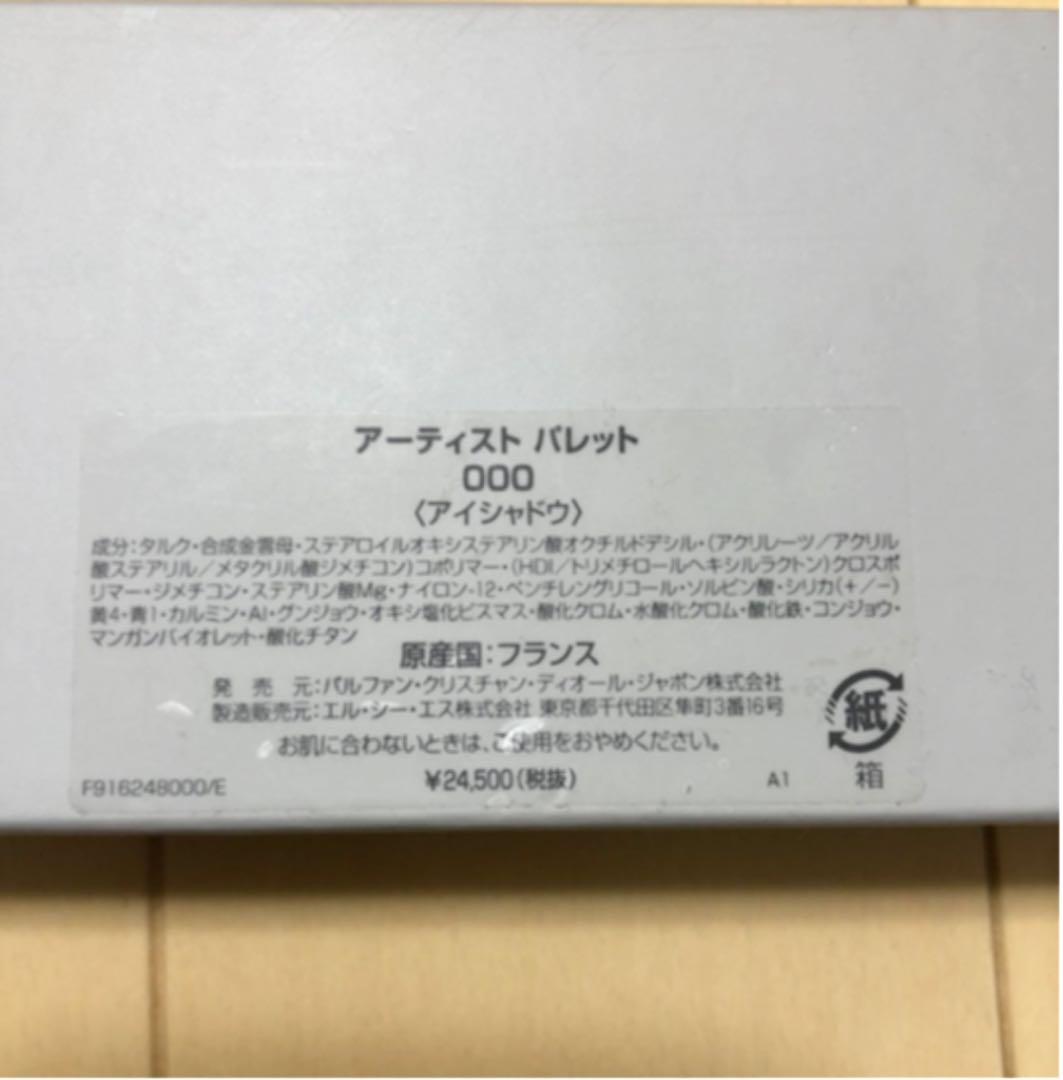 アーティスト パレット
000
〈アイシャドウ〉
成分：タルク・合成金雲母・ステアロイルオキシステアリン酸オクチルドデシル・（アクリレーツ／アクリル
酸ステアリル／メタクリル酸ジメチコン）コポリマー・（HDI／トリメチロールヘキシルラクトン）クロスポ
リマー・ジメチコン・ステアリン酸Mg・ナイロン-12・ペンチレングリコール・ソルビン酸・シリカ（＋／−）
黄4・青1・カルミン・Al・グンジョウ・オキシ塩化ビスマス・酸化クロム・水酸化クロム・酸化鉄・コンジョウ・
マンガンバイオレット・酸化チタン
原産国：フランス
発売元：パルファン・クリスチャン・ディオール・ジャポン株式会社
製造販売元：エル・シー・エス株式会社 東京都千代田区隼町3番16号
お肌に合わないときは、ご使用をおやめください。
F916248000/E ¥24,500（税抜） A1
紙
箱